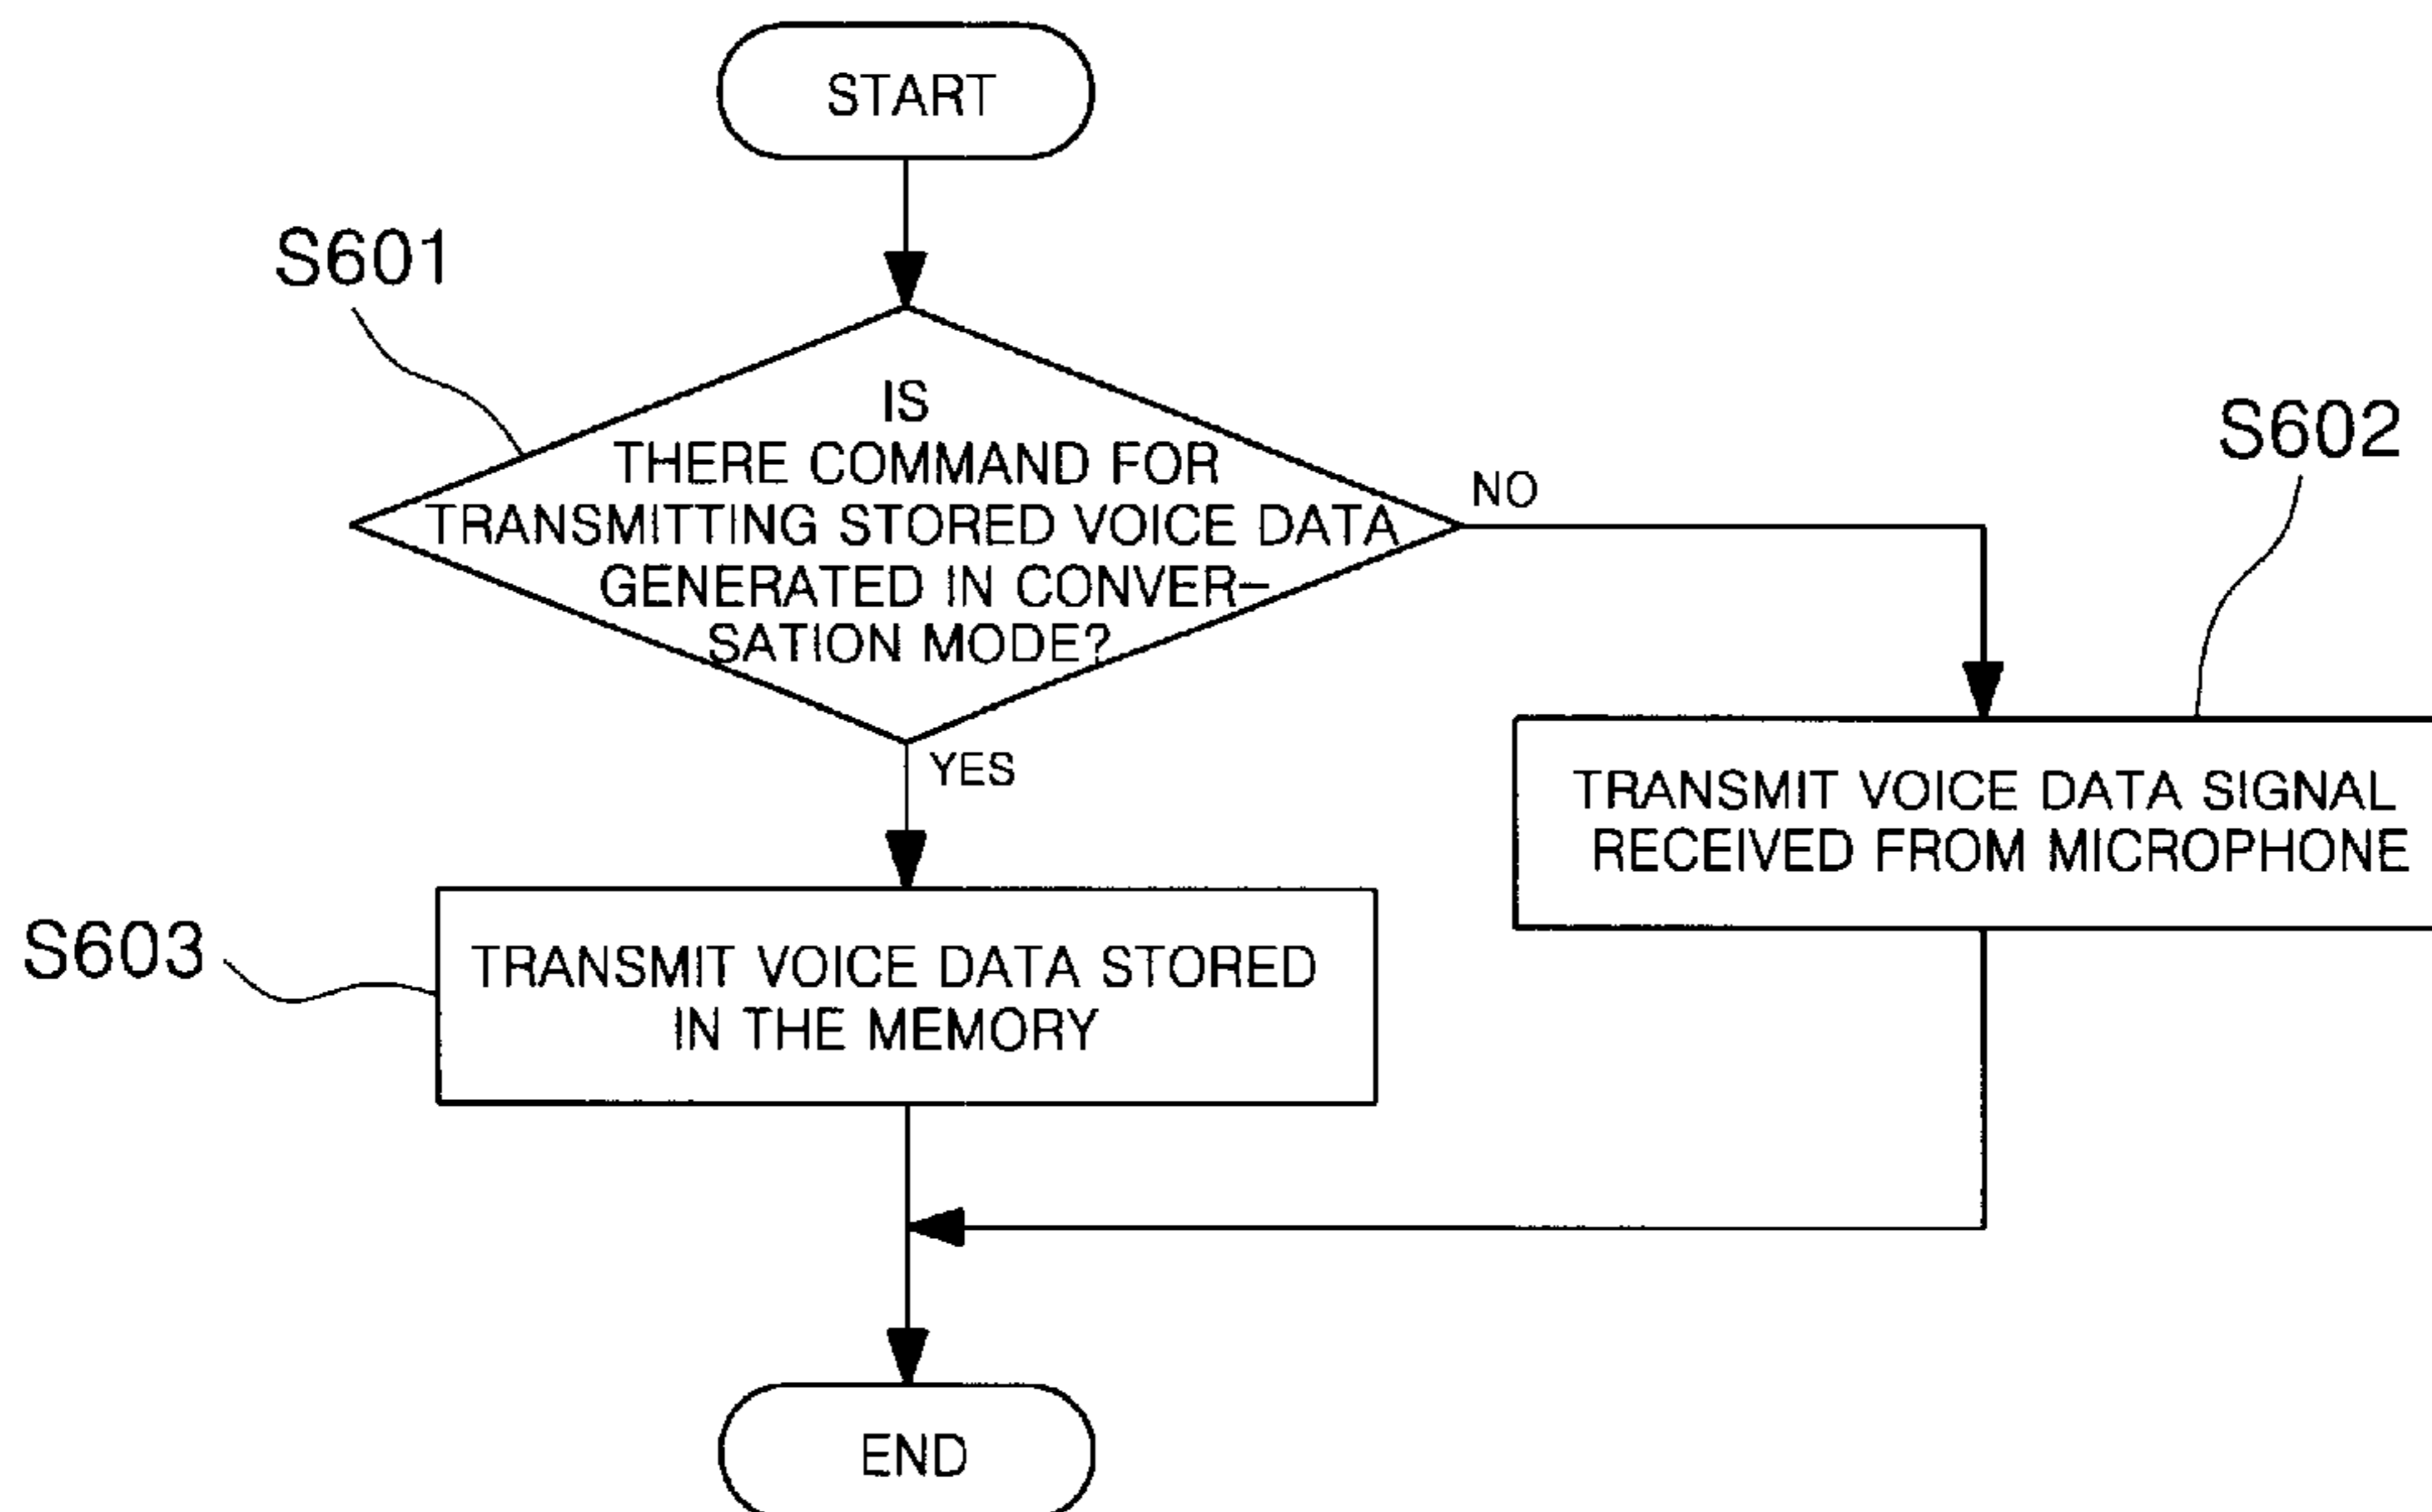 START
S601
IS
THERE COMMAND FOR
TRANSMITTING STORED VOICE DATA
GENERATED IN CONVER-
SATION MODE?
NO
S602
YES
TRANSMIT VOICE DATA SIGNAL
RECEIVED FROM MICROPHONE
S603
TRANSMIT VOICE DATA STORED
IN THE MEMORY
END